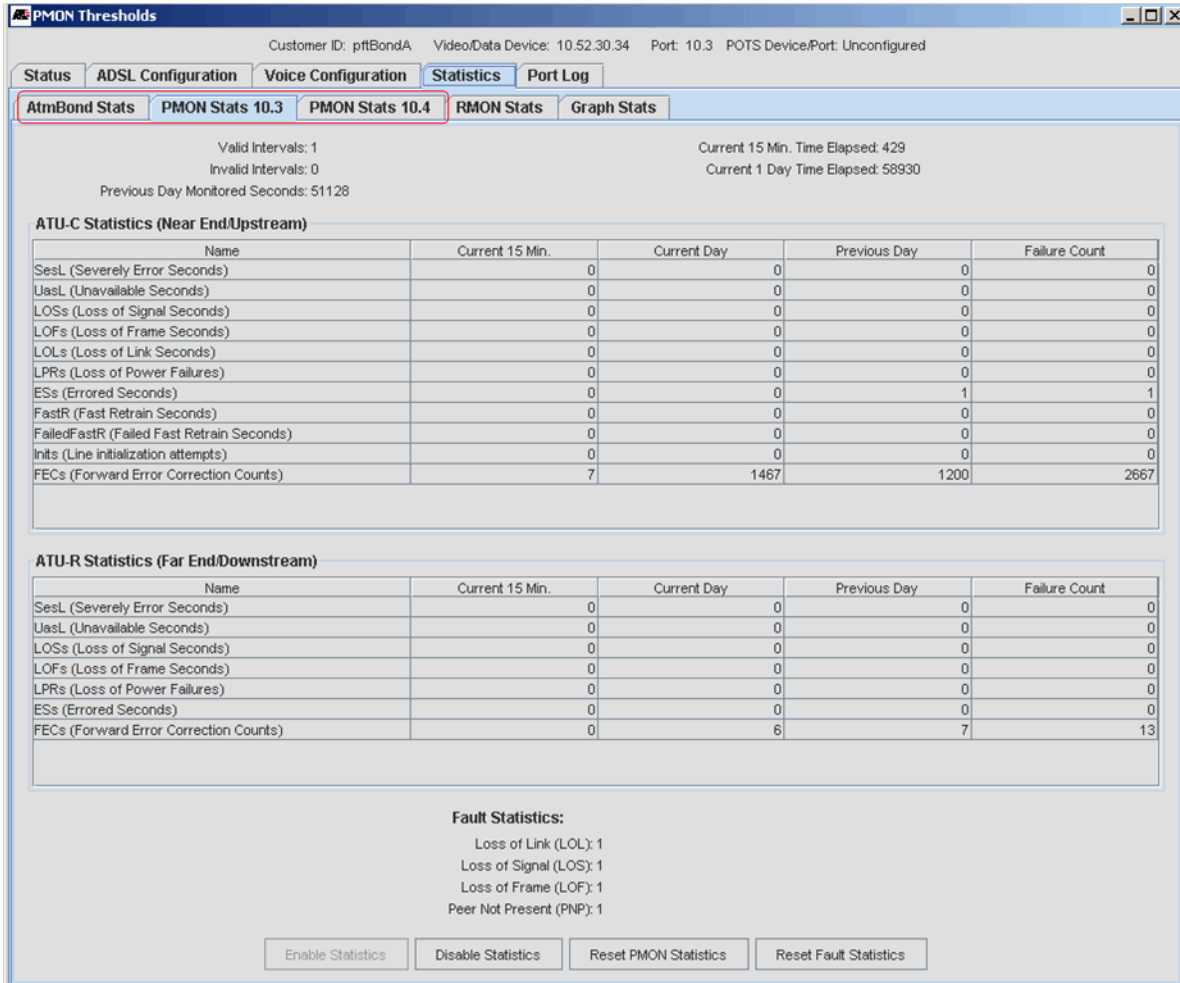 PMON Thresholds
Customer ID: pftBondA Video/Data Device: 10.52.30.34 Port: 10.3 POTS Device/Port: Unconfigured
Status ADSL Configuration Voice Configuration Statistics Port Log
AtmBond Stats PMON Stats 10.3 PMON Stats 10.4 RMON Stats Graph Stats
Valid Intervals: 1 Current 15 Min. Time Elapsed: 429
Invalid Intervals: 0 Current 1 Day Time Elapsed: 58930
Previous Day Monitored Seconds: 51128
ATU-C Statistics (Near End/Upstream)
Name Current 15 Min. Current Day Previous Day Failure Count
SesL (Severely Error Seconds) 0 0 0 0
UasL (Unavailable Seconds) 0 0 0 0
LOSs (Loss of Signal Seconds) 0 0 0 0
LOFs (Loss of Frame Seconds) 0 0 0 0
LOLs (Loss of Link Seconds) 0 0 0 0
LPRs (Loss of Power Failures) 0 0 0 0
ESs (Errored Seconds) 0 0 1 1
FastR (Fast Retrain Seconds) 0 0 0 0
FailedFastR (Failed Fast Retrain Seconds) 0 0 0 0
Inits (Line initialization attempts) 0 0 0 0
FECs (Forward Error Correction Counts) 7 1467 1200 2667
ATU-R Statistics (Far End/Downstream)
Name Current 15 Min. Current Day Previous Day Failure Count
SesL (Severely Error Seconds) 0 0 0 0
UasL (Unavailable Seconds) 0 0 0 0
LOSs (Loss of Signal Seconds) 0 0 0 0
LOFs (Loss of Frame Seconds) 0 0 0 0
LPRs (Loss of Power Failures) 0 0 0 0
ESs (Errored Seconds) 0 0 0 0
FECs (Forward Error Correction Counts) 0 6 7 13
Fault Statistics:
Loss of Link (LOL): 1
Loss of Signal (LOS): 1
Loss of Frame (LOF): 1
Peer Not Present (PNP): 1
Enable Statistics Disable Statistics Reset PMON Statistics Reset Fault Statistics